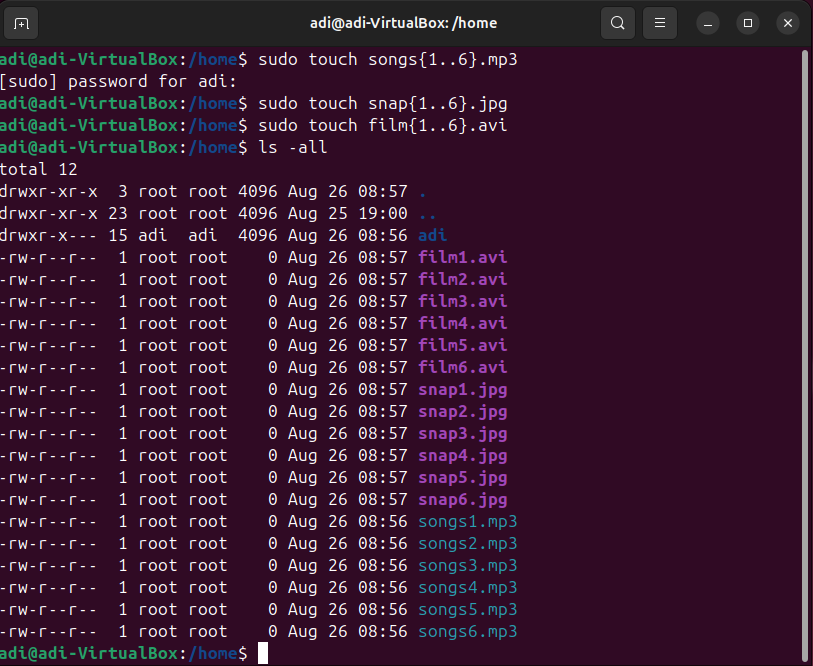 adi@adi-VirtualBox: /home
adi@adi-VirtualBox:/home$ sudo touch songs{1..6}.mp3
[sudo] password for adi:
adi@adi-VirtualBox:/home$ sudo touch snap{1..6}.jpg
adi@adi-VirtualBox:/home$ sudo touch film{1..6}.avi
adi@adi-VirtualBox:/home$ ls -all
total 12
drwxr-xr-x  3 root root 4096 Aug 26 08:57 .
drwxr-xr-x 23 root root 4096 Aug 25 19:00 ..
drwxr-x--- 15 adi  adi  4096 Aug 26 08:56 adi
-rw-r--r--  1 root root    0 Aug 26 08:57 film1.avi
-rw-r--r--  1 root root    0 Aug 26 08:57 film2.avi
-rw-r--r--  1 root root    0 Aug 26 08:57 film3.avi
-rw-r--r--  1 root root    0 Aug 26 08:57 film4.avi
-rw-r--r--  1 root root    0 Aug 26 08:57 film5.avi
-rw-r--r--  1 root root    0 Aug 26 08:57 film6.avi
-rw-r--r--  1 root root    0 Aug 26 08:57 snap1.jpg
-rw-r--r--  1 root root    0 Aug 26 08:57 snap2.jpg
-rw-r--r--  1 root root    0 Aug 26 08:57 snap3.jpg
-rw-r--r--  1 root root    0 Aug 26 08:57 snap4.jpg
-rw-r--r--  1 root root    0 Aug 26 08:57 snap5.jpg
-rw-r--r--  1 root root    0 Aug 26 08:57 snap6.jpg
-rw-r--r--  1 root root    0 Aug 26 08:56 songs1.mp3
-rw-r--r--  1 root root    0 Aug 26 08:56 songs2.mp3
-rw-r--r--  1 root root    0 Aug 26 08:56 songs3.mp3
-rw-r--r--  1 root root    0 Aug 26 08:56 songs4.mp3
-rw-r--r--  1 root root    0 Aug 26 08:56 songs5.mp3
-rw-r--r--  1 root root    0 Aug 26 08:56 songs6.mp3
adi@adi-VirtualBox:/home$